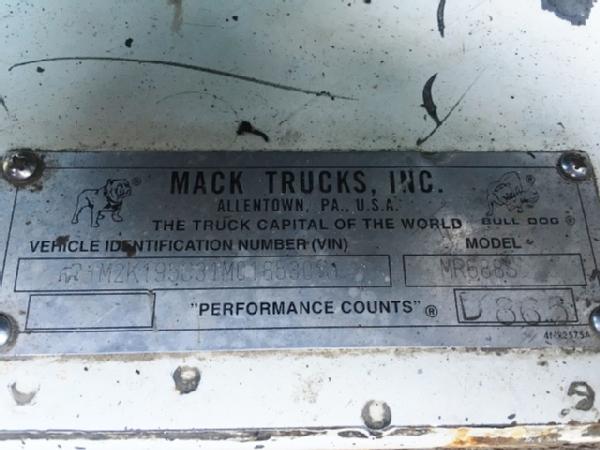 MACK TRUCKS, INC.
ALLENTOWN, PA., U.S.A.
THE TRUCK CAPITAL OF THE WORLD
BULL DOG ®
VEHICLE IDENTIFICATION NUMBER (VIN)
MODEL
MR688S
"PERFORMANCE COUNTS"®